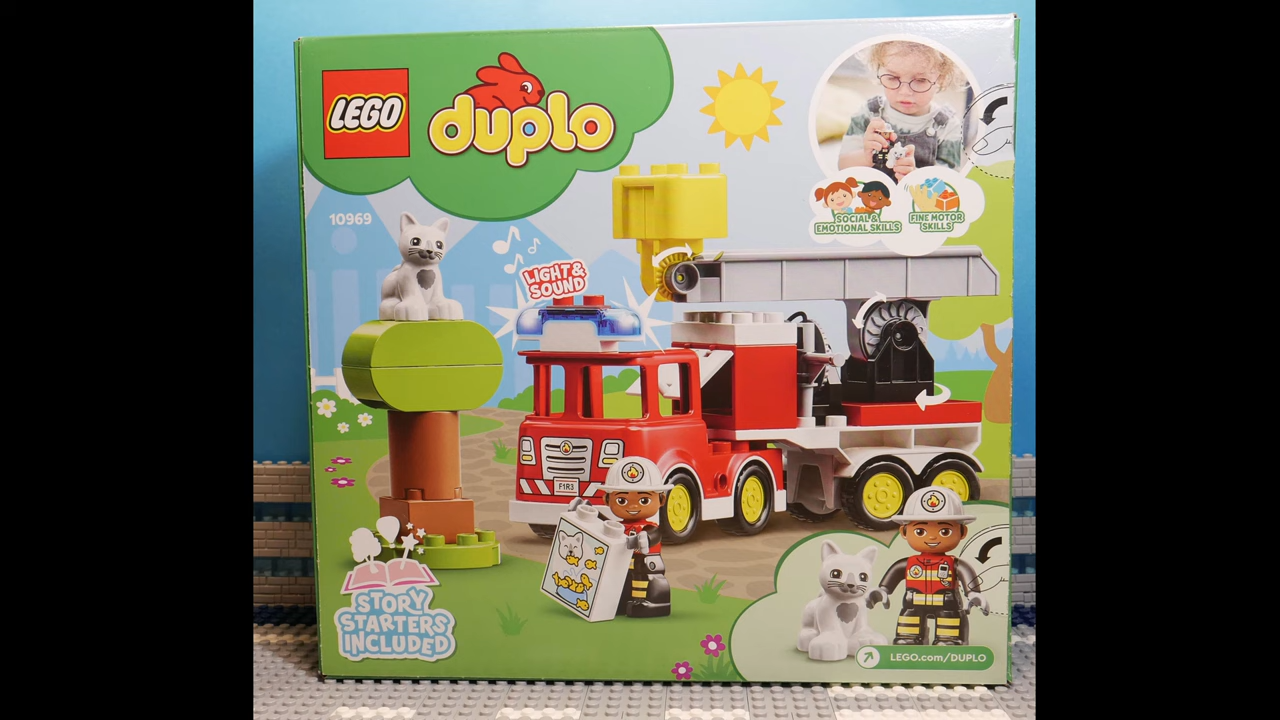 LEGO
duplo
10969
SOCIAL &
EMOTIONAL SKILLS
FINE MOTOR
SKILLS
LIGHT &
SOUND
F1R3
STORY
STARTERS
INCLUDED
LEGO.com/DUPLO